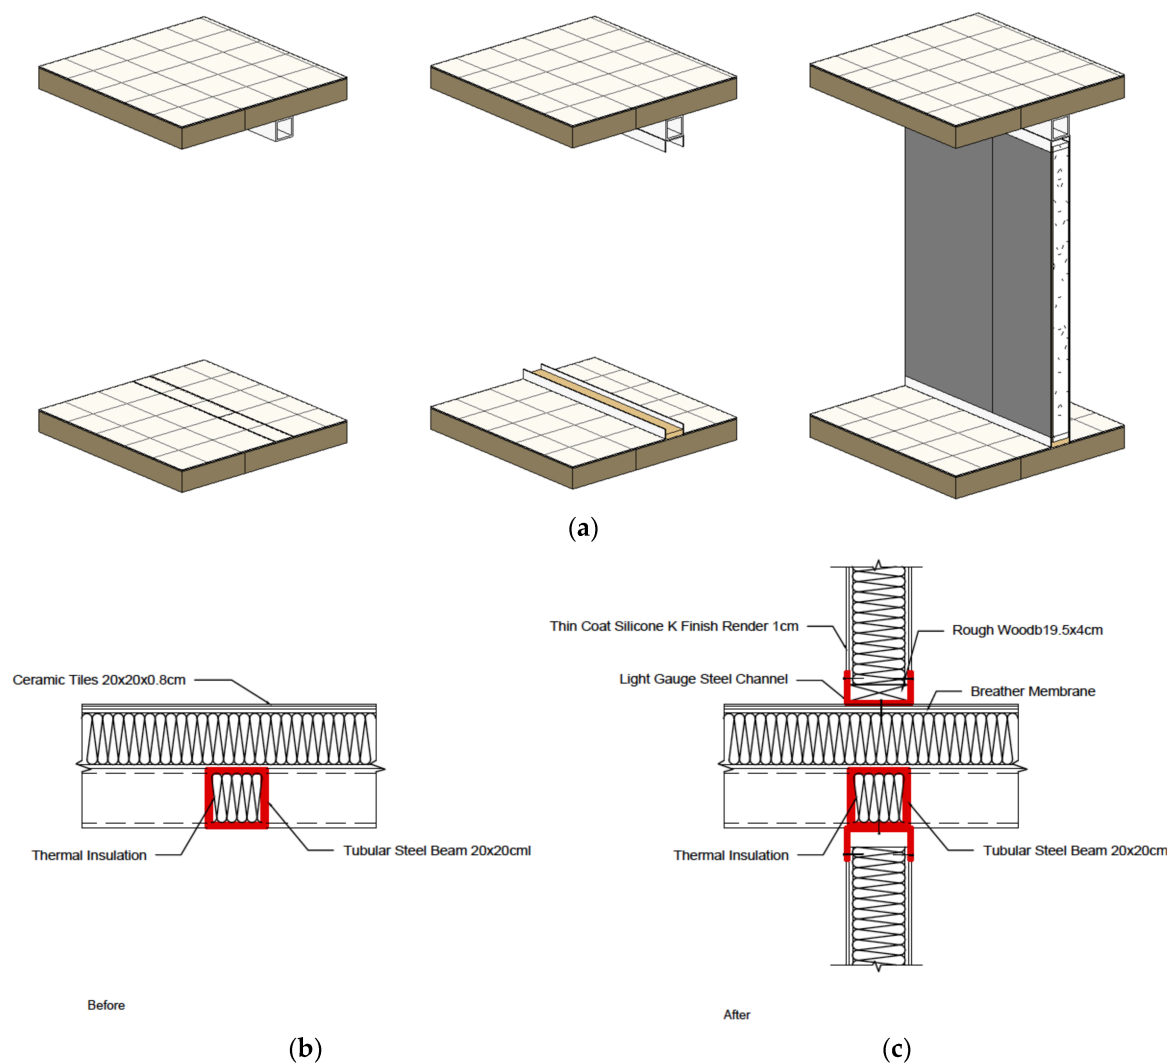 (a)
Thin Coat Silicone K Finish Render 1cm
Rough Woodb19.5x4cm
Ceramic Tiles 20x20x0.8cm
Light Gauge Steel Channel
Breather Membrane
Thermal Insulation
Tubular Steel Beam 20x20cml
Thermal Insulation
Tubular Steel Beam 20x20cm
Before
After
(b)
(c)